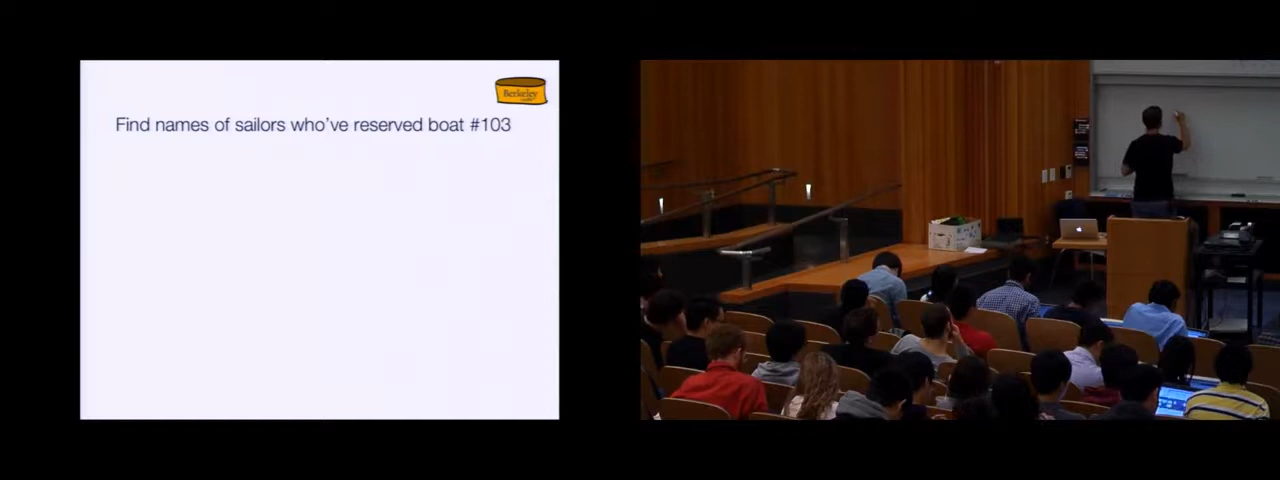 Berkeley
Find names of sailors who've reserved boat #103